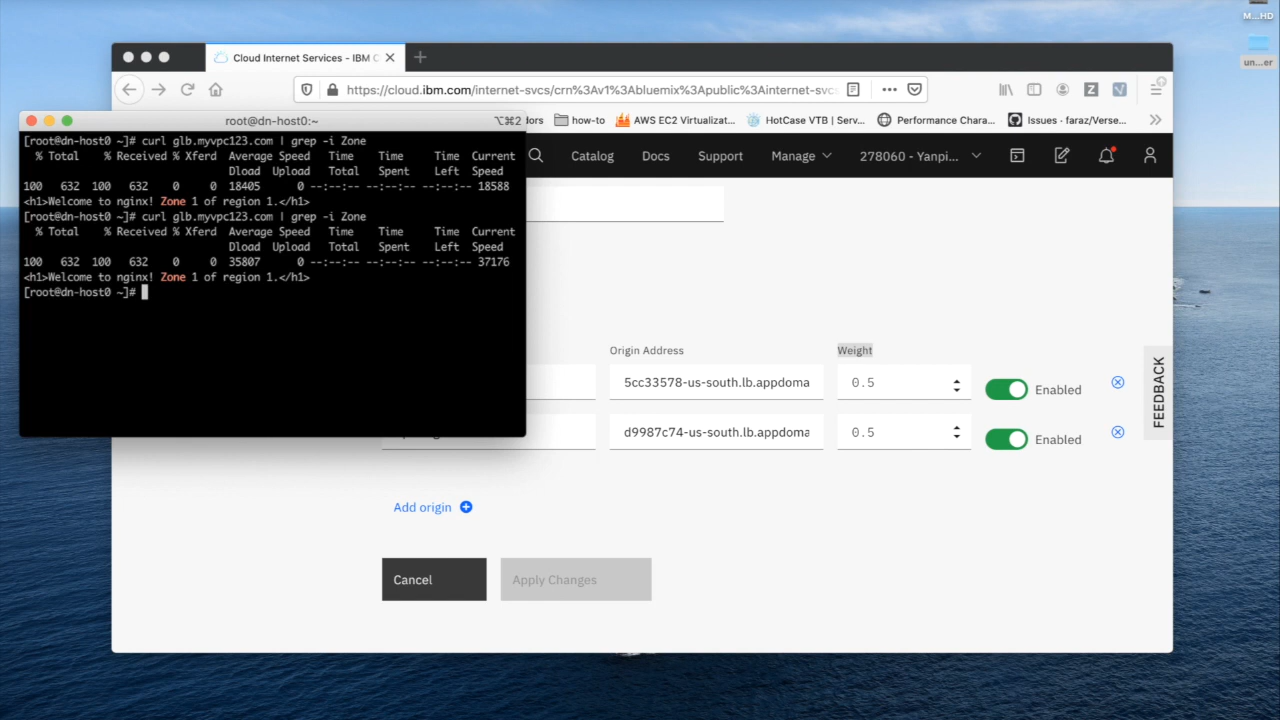 M...HD
un...er
Cloud Internet Services - IBM C
https://cloud.ibm.com/internet-svcs/crn%3Av1%3Abluemix%3Apublic%3Ainternet-svcs
how-to
AWS EC2 Virtualizat...
HotCase VTB | Serv...
Performance Chara...
Issues · faraz/Verse...
Catalog
Docs
Support
Manage
278060 - Yanpi...
root@dn-host0:~
⌥⌘2
[root@dn-host0 ~]# curl glb.myvpc123.com | grep -i Zone
% Total % Received % Xferd Average Speed Time Time Time Current
Dload Upload Total Spent Left Speed
100 632 100 632 0 0 18405 0 --:--:-- --:--:-- --:--:-- 18588
<h1>Welcome to nginx! Zone 1 of region 1.</h1>
[root@dn-host0 ~]# curl glb.myvpc123.com | grep -i Zone
% Total % Received % Xferd Average Speed Time Time Time Current
Dload Upload Total Spent Left Speed
100 632 100 632 0 0 35807 0 --:--:-- --:--:-- --:--:-- 37176
<h1>Welcome to nginx! Zone 1 of region 1.</h1>
[root@dn-host0 ~]#
Origin Address
Weight
5cc33578-us-south.lb.appdoma
0.5
Enabled
d9987c74-us-south.lb.appdoma
0.5
Enabled
FEEDBACK
Add origin
Cancel
Apply Changes